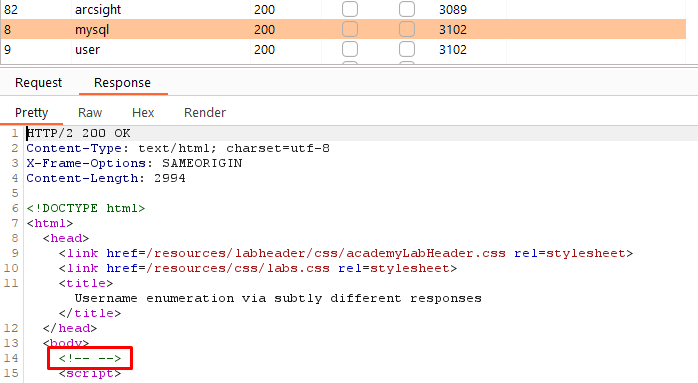 82 arcsight 200 3089
8 mysql 200 3102
9 user 200 3102
Request Response
Pretty Raw Hex Render
1 HTTP/2 200 OK
2 Content-Type: text/html; charset=utf-8
3 X-Frame-Options: SAMEORIGIN
4 Content-Length: 2994
5
6 <!DOCTYPE html>
7 <html>
8 <head>
9 <link href=/resources/labheader/css/academyLabHeader.css rel=stylesheet>
10 <link href=/resources/css/labs.css rel=stylesheet>
11 <title>
Username enumeration via subtly different responses
</title>
12 </head>
13 <body>
14 <!-- -->
15 <script>